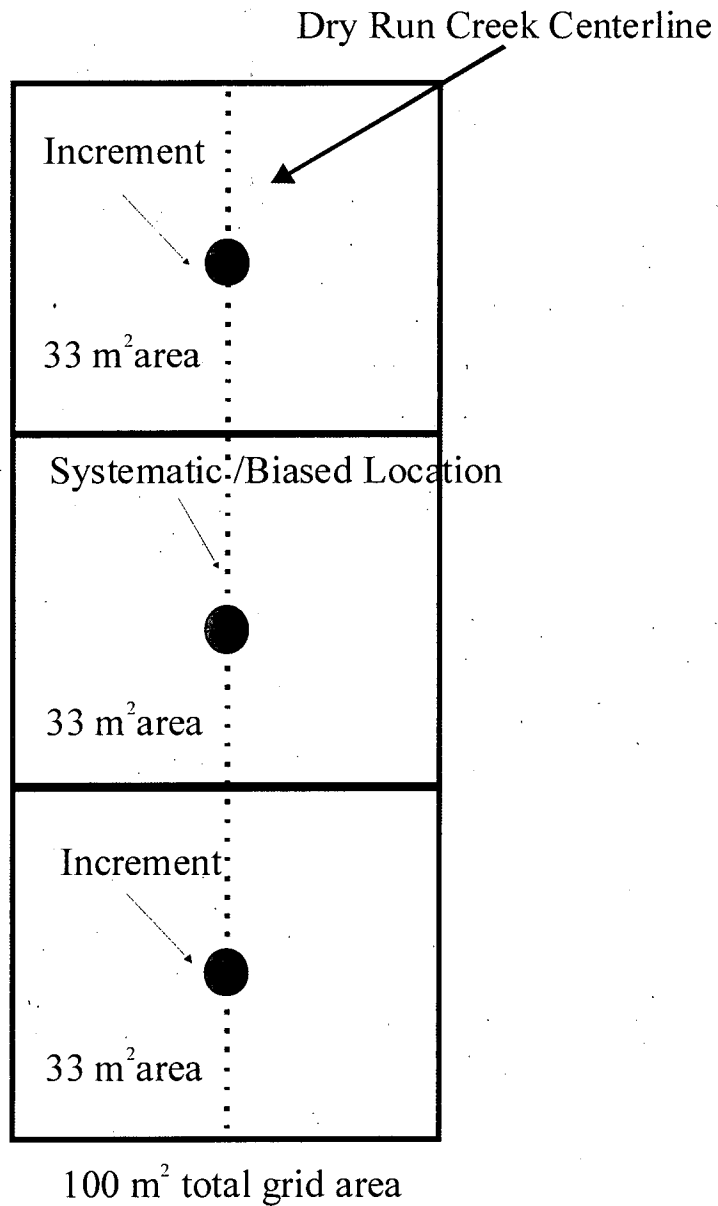 Dry Run Creek Centerline
Increment
33 m²area
Systematic /Biased Location
33 m²area
Increment
33 m²area
100 m² total grid area